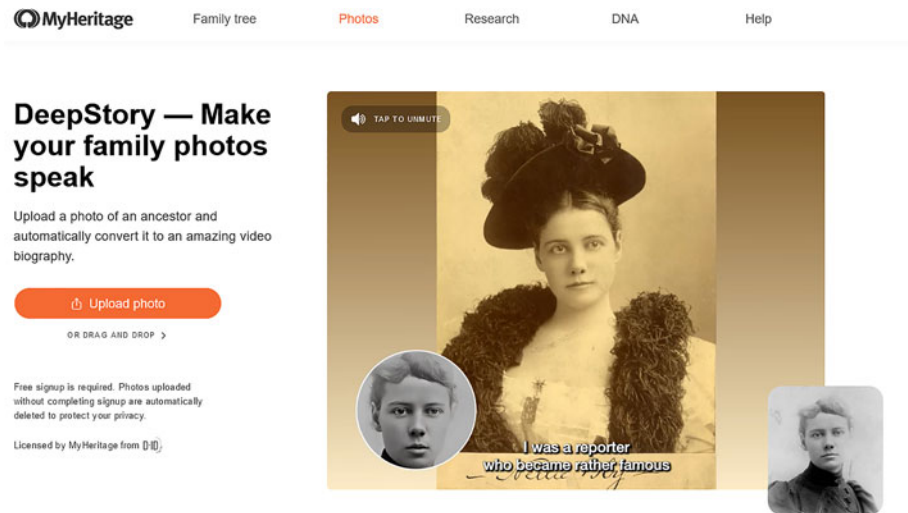 MyHeritage
Family tree
Photos
Research
DNA
Help
DeepStory — Make
your family photos
speak
Upload a photo of an ancestor and
automatically convert it to an amazing video
biography.
Upload photo
OR DRAG AND DROP
Free signup is required. Photos uploaded
without completing signup are automatically
deleted to protect your privacy.
Licensed by MyHeritage from D-ID.
TAP TO UNMUTE
I was a reporter
who became rather famous
Nellie Bly